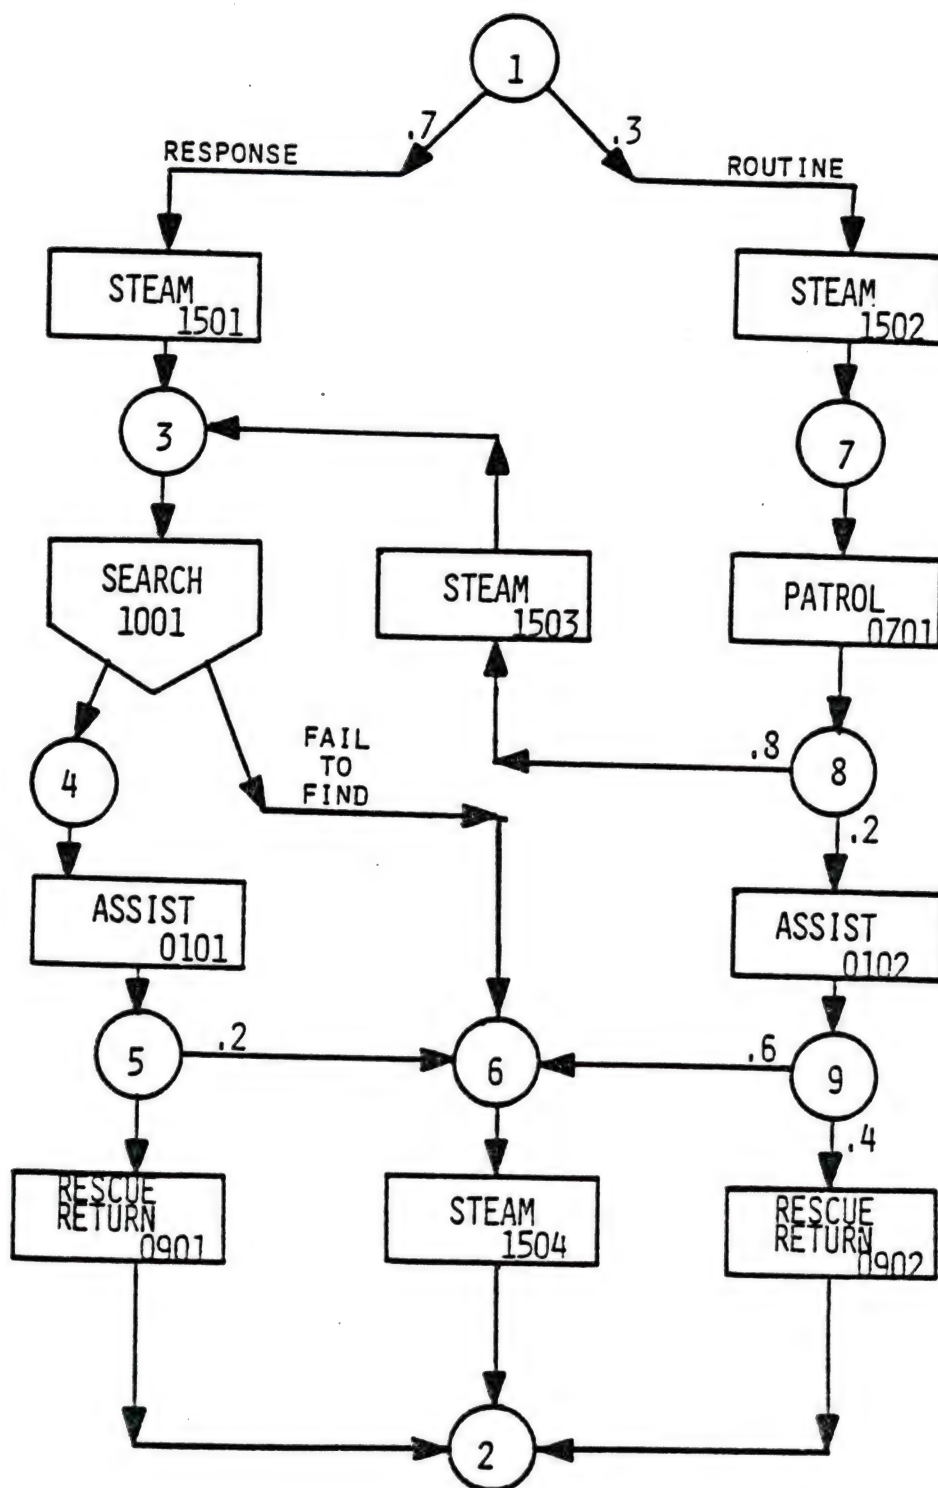 1
.7
.3
RESPONSE
ROUTINE
STEAM
1501
STEAM
1502
3
7
SEARCH
1001
STEAM
1503
PATROL
0701
FAIL
TO
FIND
.8
8
4
.2
ASSIST
0101
ASSIST
0102
5
.2
6
.6
9
.4
RESCUE
RETURN
0901
STEAM
1504
RESCUE
RETURN
0902
2